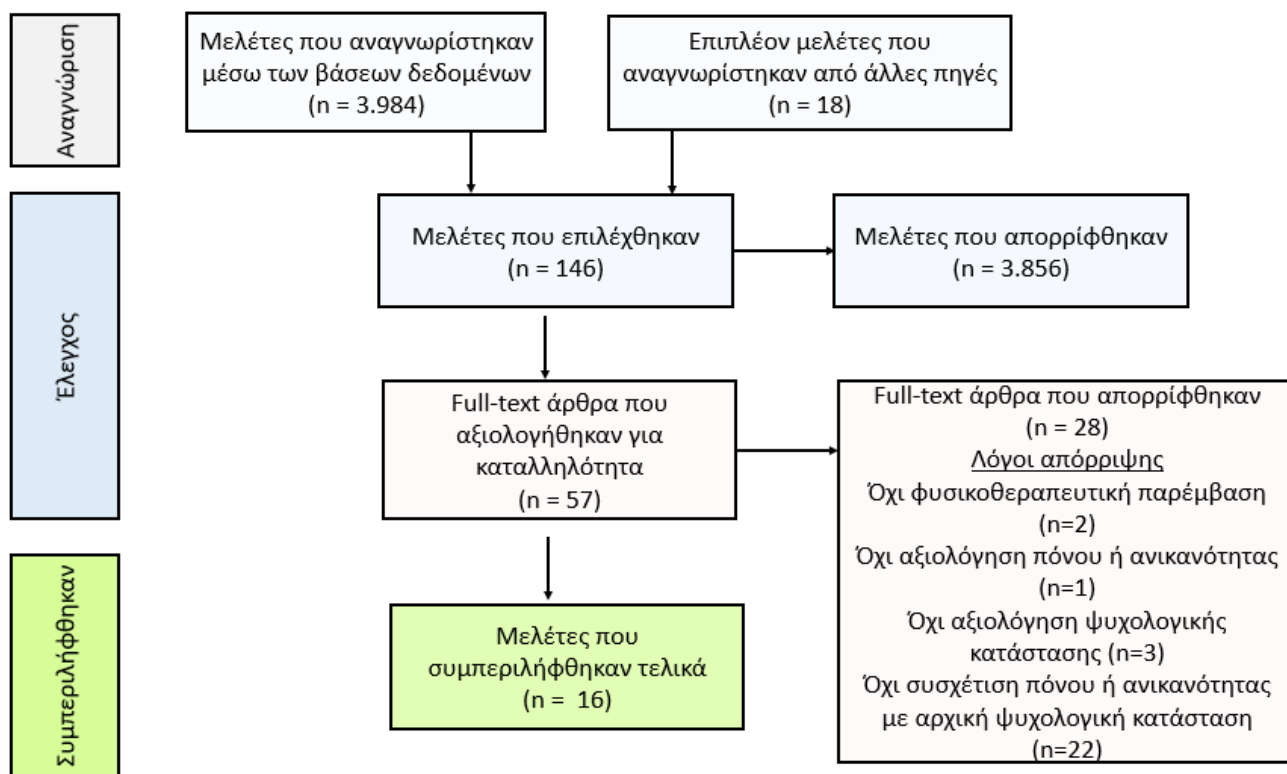 Αναγνώριση
Μελέτες που αναγνωρίστηκαν
μέσω των βάσεων δεδομένων
(n = 3.984)
Επιπλέον μελέτες που
αναγνωρίστηκαν από άλλες πηγές
(n = 18)
Έλεγχος
Μελέτες που επιλέχθηκαν
(n = 146)
Μελέτες που απορρίφθηκαν
(n = 3.856)
Full-text άρθρα που
αξιολογήθηκαν για
καταλληλότητα
(n = 57)
Full-text άρθρα που απορρίφθηκαν
(n = 28)
Λόγοι απόρριψης
Όχι φυσικοθεραπευτική παρέμβαση
(n=2)
Όχι αξιολόγηση πόνου ή ανικανότητας
(n=1)
Όχι αξιολόγηση ψυχολογικής
κατάστασης (n=3)
Όχι συσχέτιση πόνου ή ανικανότητας
με αρχική ψυχολογική κατάσταση
(n=22)
Συμπεριλήφθηκαν
Μελέτες που
συμπεριλήφθηκαν τελικά
(n = 16)